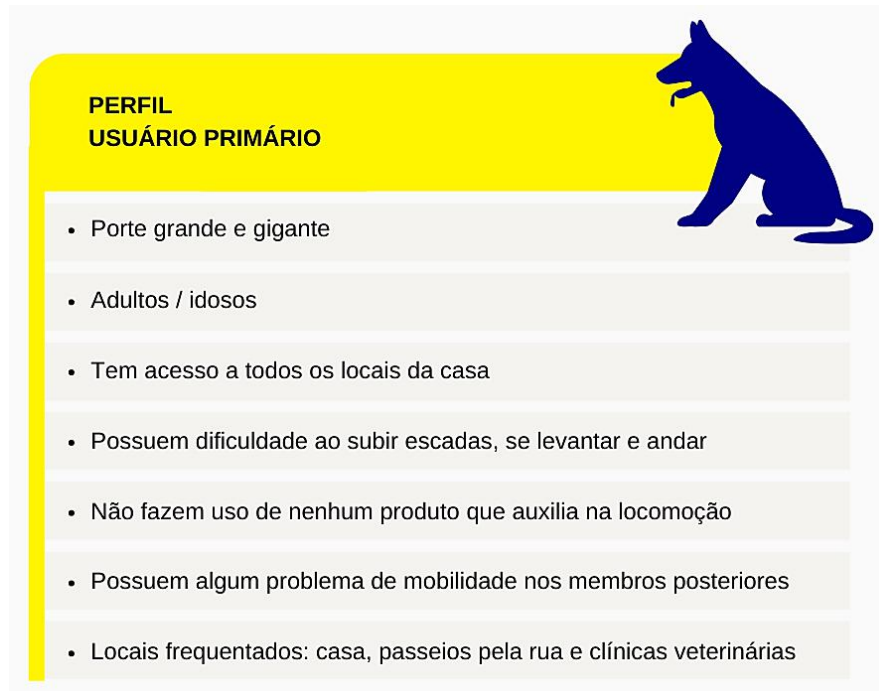 PERFIL
USUÁRIO PRIMÁRIO
• Porte grande e gigante
• Adultos / idosos
• Tem acesso a todos os locais da casa
• Possuem dificuldade ao subir escadas, se levantar e andar
• Não fazem uso de nenhum produto que auxilia na locomoção
• Possuem algum problema de mobilidade nos membros posteriores
• Locais frequentados: casa, passeios pela rua e clínicas veterinárias